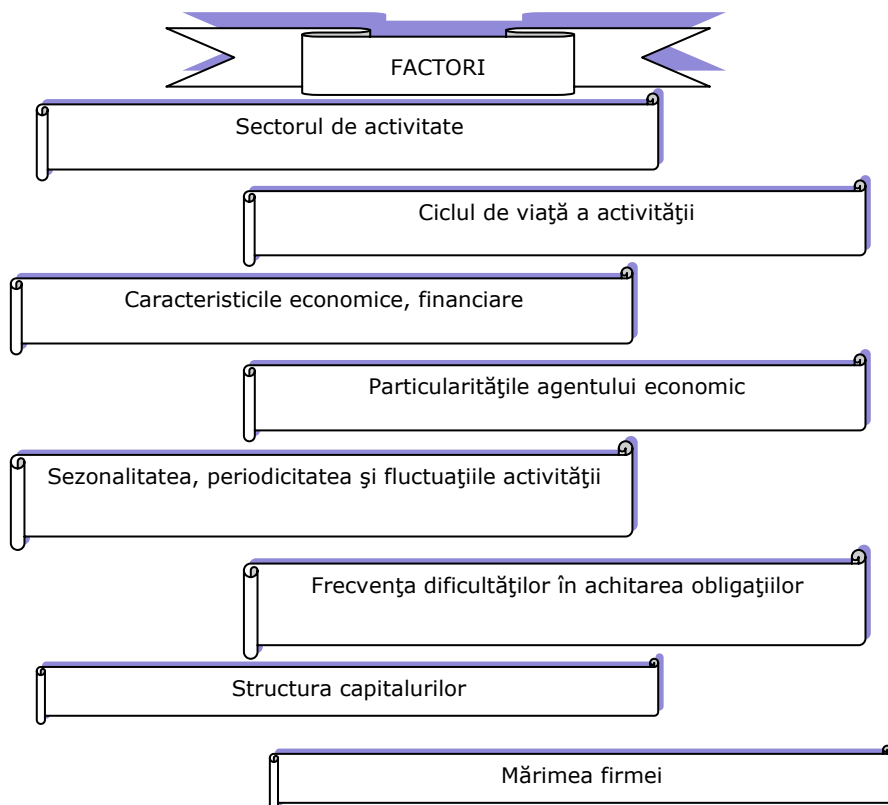 FACTORI
Sectorul de activitate
Ciclul de viaţă a activităţii
Caracteristicile economice, financiare
Particularităţile agentului economic
Sezonalitatea, periodicitatea şi fluctuaţiile activităţii
Frecvenţa dificultăţilor în achitarea obligaţiilor
Structura capitalurilor
Mărimea firmei